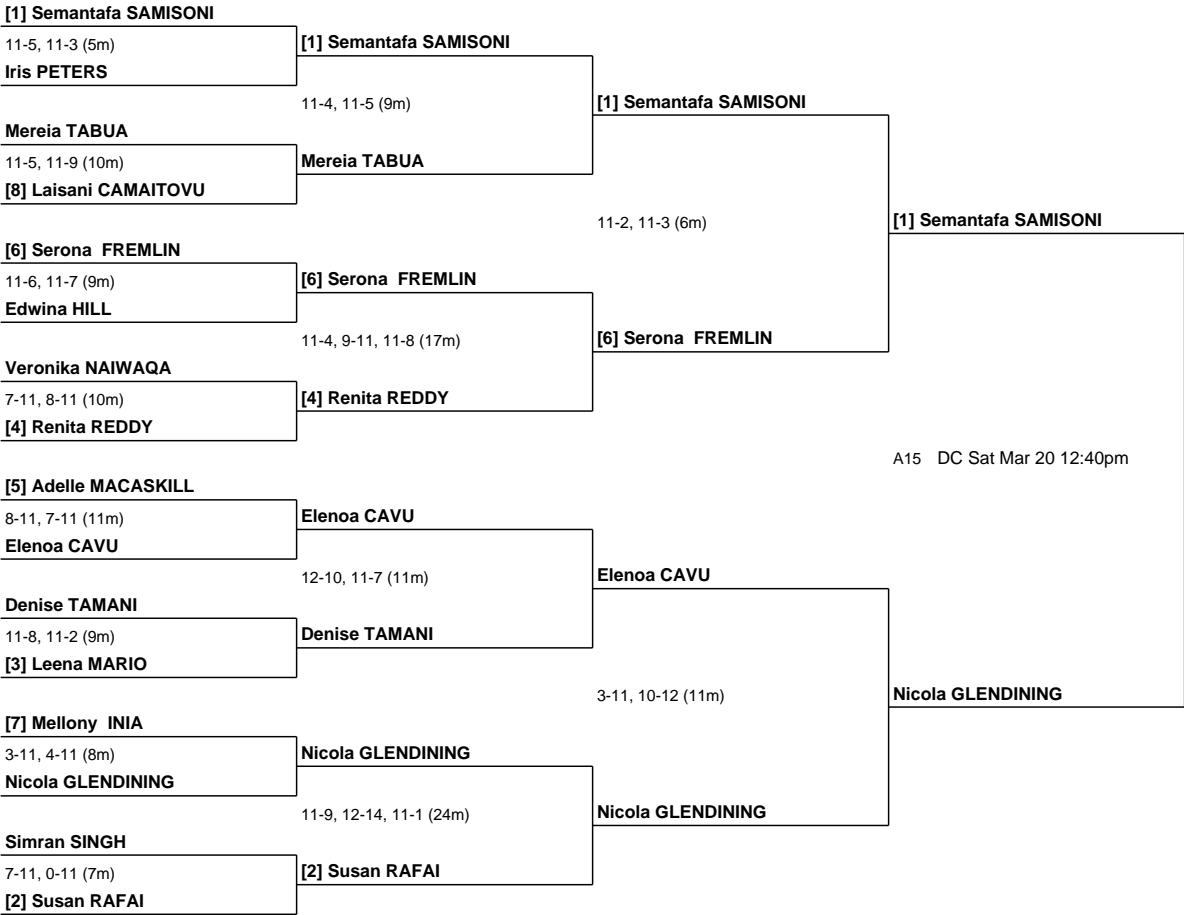 [1] Semantafa SAMISONI
11-5, 11-3 (5m)
Iris PETERS
Mereia TABUA
11-5, 11-9 (10m)
[8] Laisani CAMAITOVU
[6] Serona  FREMLIN
11-6, 11-7 (9m)
Edwina HILL
Veronika NAIWAQA
7-11, 8-11 (10m)
[4] Renita REDDY
[5] Adelle MACASKILL
8-11, 7-11 (11m)
Elenoa CAVU
Denise TAMANI
11-8, 11-2 (9m)
[3] Leena MARIO
[7] Mellony  INIA
3-11, 4-11 (8m)
Nicola GLENDINING
Simran SINGH
7-11, 0-11 (7m)
[2] Susan RAFAI
[1] Semantafa SAMISONI
11-4, 11-5 (9m)
Mereia TABUA
[6] Serona  FREMLIN
11-4, 9-11, 11-8 (17m)
[4] Renita REDDY
Elenoa CAVU
12-10, 11-7 (11m)
Denise TAMANI
Nicola GLENDINING
11-9, 12-14, 11-1 (24m)
[2] Susan RAFAI
[1] Semantafa SAMISONI
11-2, 11-3 (6m)
[6] Serona  FREMLIN
Elenoa CAVU
3-11, 10-12 (11m)
Nicola GLENDINING
[1] Semantafa SAMISONI
A15 DC Sat Mar 20 12:40pm
Nicola GLENDINING